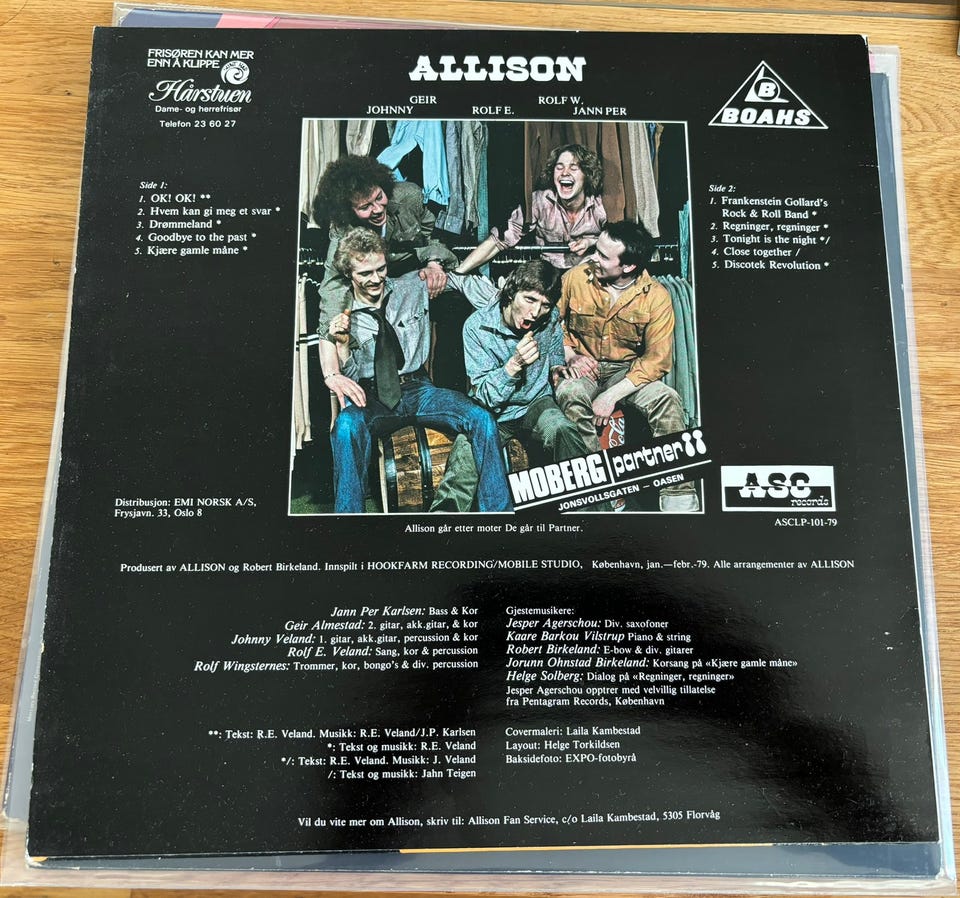 FRISØREN KAN MER
ENN Å KLIPPE
Hårstuen
Dame- og herrefrisør
Telefon 23 60 27
ALLISON
GEIR ROLF W.
JOHNNY ROLF E. JANN PER
B
BOAHS
Side 1:
1. OK! OK! **
2. Hvem kan gi meg et svar *
3. Drømmeland *
4. Goodbye to the past *
5. Kjære gamle måne *
Side 2:
1. Frankenstein Gollard's
Rock & Roll Band *
2. Regninger, regninger *
3. Tonight is the night */
4. Close together /
5. Discotek Revolution *
MOBERG partner
JONSVOLLSGATEN – OASEN
ASC
records
ASCLP-101-79
Distribusjon: EMI NORSK A/S,
Frysjavn. 33, Oslo 8
Allison går etter moter De går til Partner.
Produsert av ALLISON og Robert Birkeland. Innspilt i HOOKFARM RECORDING/MOBILE STUDIO, København, jan.—febr.-79. Alle arrangementer av ALLISON
Jann Per Karlsen: Bass & Kor
Geir Almestad: 2. gitar, akk.gitar, & kor
Johnny Veland: 1. gitar, akk.gitar, percussion & kor
Rolf E. Veland: Sang, kor & percussion
Rolf Wingsternes: Trommer, kor, bongo's & div. percussion
Gjestemusikere:
Jesper Agerschou: Div. saxofoner
Kaare Barkou Vilstrup Piano & string
Robert Birkeland: E-bow & div. gitarer
Jorunn Ohnstad Birkeland: Korsang på «Kjære gamle måne»
Helge Solberg: Dialog på «Regninger, regninger»
Jesper Agerschou opptrer med velvillig tillatelse
fra Pentagram Records, København
**: Tekst: R.E. Veland. Musikk: R.E. Veland/J.P. Karlsen
*: Tekst og musikk: R.E. Veland
*/: Tekst: R.E. Veland. Musikk: J. Veland
/: Tekst og musikk: Jahn Teigen
Covermaleri: Laila Kambestad
Layout: Helge Torkildsen
Baksidefoto: EXPO-fotobyrå
Vil du vite mer om Allison, skriv til: Allison Fan Service, c/o Laila Kambestad, 5305 Florvåg